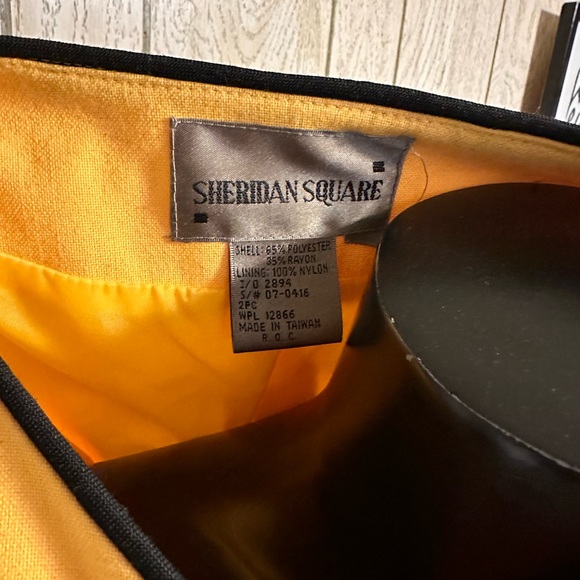 SHERIDAN SQUARE
SHELL: 65% POLYESTER
35% RAYON
LINING: 100% NYLON
I/O 2894
S/# 07-0416
2PC
WPL 12866
MADE IN TAIWAN
R.O.C.